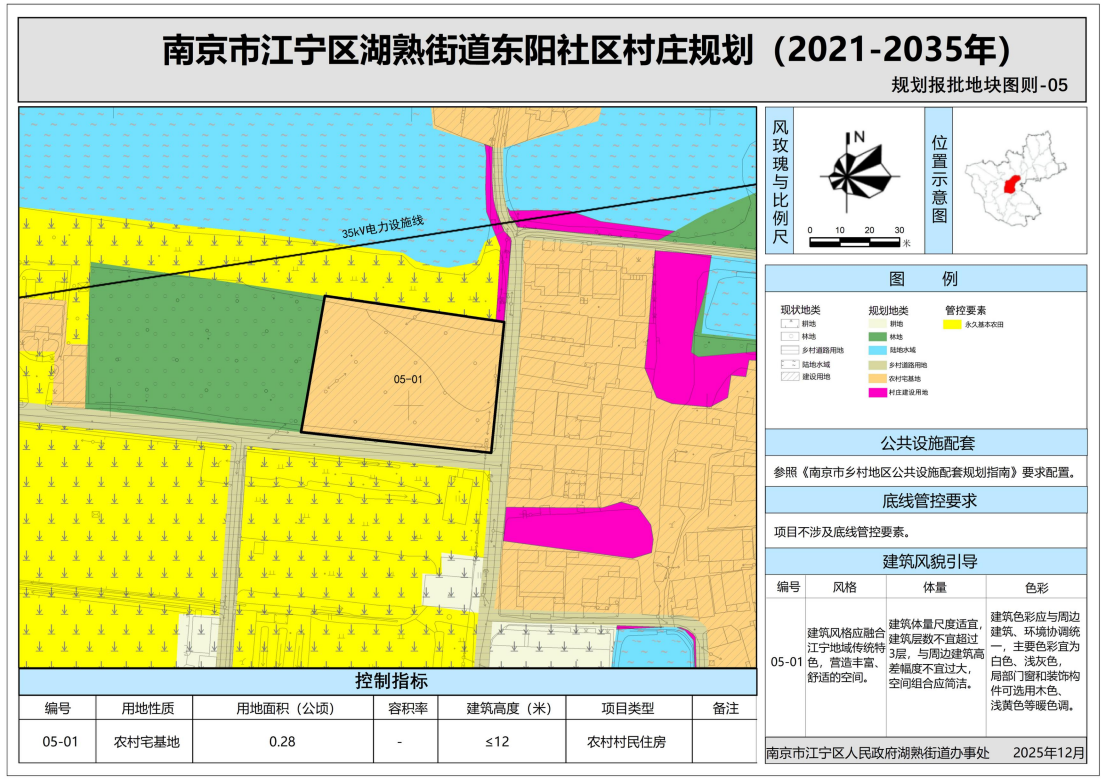 南京市江宁区湖熟街道东阳社区村庄规划（2021-2035年）
规划报批地块图则-05
35kV电力设施线
05-01
风玫瑰与比例尺
N
0 10 20 30 米
位置示意图
图 例
现状地类
耕地
林地
乡村道路用地
陆地水域
建设用地
规划地类
耕地
林地
陆地水域
乡村道路用地
农村宅基地
村庄建设用地
管控要素
永久基本农田
公共设施配套
参照《南京市乡村地区公共设施配套规划指南》要求配置。
底线管控要求
项目不涉及底线管控要素。
建筑风貌引导
编号 风格 体量 色彩
05-01
建筑风格应融合
江宁地域传统特
色，营造丰富、
舒适的空间。
建筑体量尺度适宜，
建筑层数不宜超过
3层，与周边建筑高
差幅度不宜过大，
空间组合应简洁。
建筑色彩应与周边
建筑、环境协调统
一，主要色彩宜为
白色、浅灰色，
局部门窗和装饰构
件可选用木色、
浅黄色等暖色调。
控制指标
编号 用地性质 用地面积（公顷） 容积率 建筑高度（米） 项目类型 备注
05-01 农村宅基地 0.28 - ≤12 农村村民住房
南京市江宁区人民政府湖熟街道办事处 2025年12月